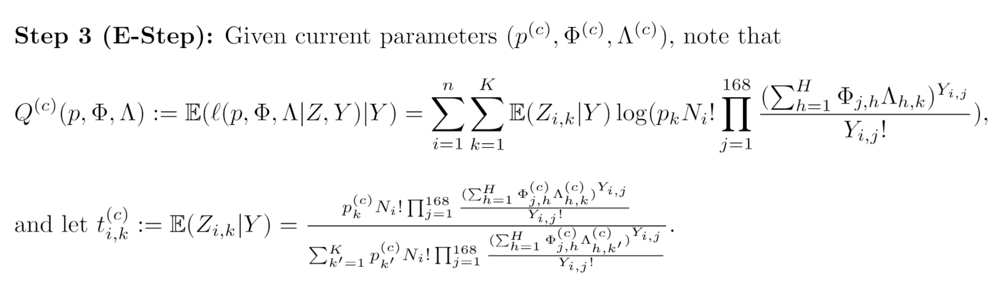 **Step 3 (E-Step):** Given current parameters $(p^{(c)}, \Phi^{(c)}, \Lambda^{(c)})$, note that
$Q^{(c)}(p, \Phi, \Lambda) := \mathbb{E}(\ell(p, \Phi, \Lambda|Z, Y)|Y) = \sum_{i=1}^{n} \sum_{k=1}^{K} \mathbb{E}(Z_{i,k}|Y) \log(p_k N_i! \prod_{j=1}^{168} \frac{(\sum_{h=1}^{H} \Phi_{j,h} \Lambda_{h,k})^{Y_{i,j}}}{Y_{i,j}!}),$
and let $t_{i,k}^{(c)} := \mathbb{E}(Z_{i,k}|Y) = \frac{p_k^{(c)} N_i! \prod_{j=1}^{168} \frac{(\sum_{h=1}^{H} \Phi_{j,h}^{(c)} \Lambda_{h,k}^{(c)})^{Y_{i,j}}}{Y_{i,j}!}}{\sum_{k'=1}^{K} p_{k'}^{(c)} N_i! \prod_{j=1}^{168} \frac{(\sum_{h=1}^{H} \Phi_{j,h}^{(c)} \Lambda_{h,k'}^{(c)})^{Y_{i,j}}}{Y_{i,j}!}}.$